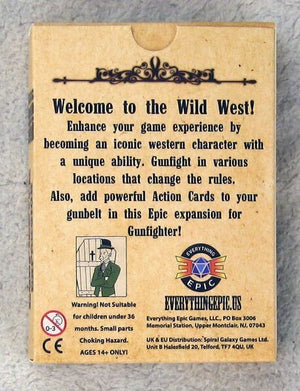 Welcome to the Wild West!
Enhance your game experience by
becoming an iconic western character with
a unique ability. Gunfight in various
locations that change the rules.
Also, add powerful Action Cards to your
gunbelt in this Epic expansion for
Gunfighter!
EVERYTHING
EPIC
EVERYTHINGEPIC.US
0-3
CE
Warning! Not Suitable
for children under 36
months. Small parts
Choking Hazard.
AGES 14+ ONLY!
Everything Epic Games, LLC, PO Box 3006
Memorial Station, Upper Montclair, NJ, 07043
UK & EU Distribution: Spiral Galaxy Games Ltd.
Unit B Halesfield 20, Telford, TF7 4QU, UK